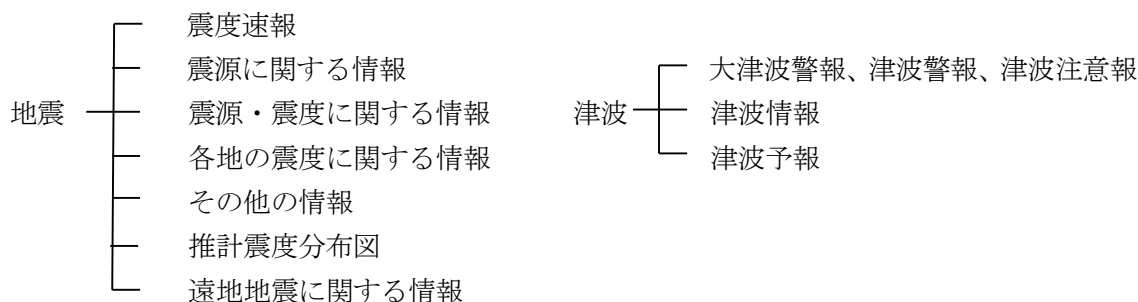 地震
震度速報
震源に関する情報
震源・震度に関する情報
各地の震度に関する情報
その他の情報
推計震度分布図
遠地地震に関する情報
津波
大津波警報、津波警報、津波注意報
津波情報
津波予報